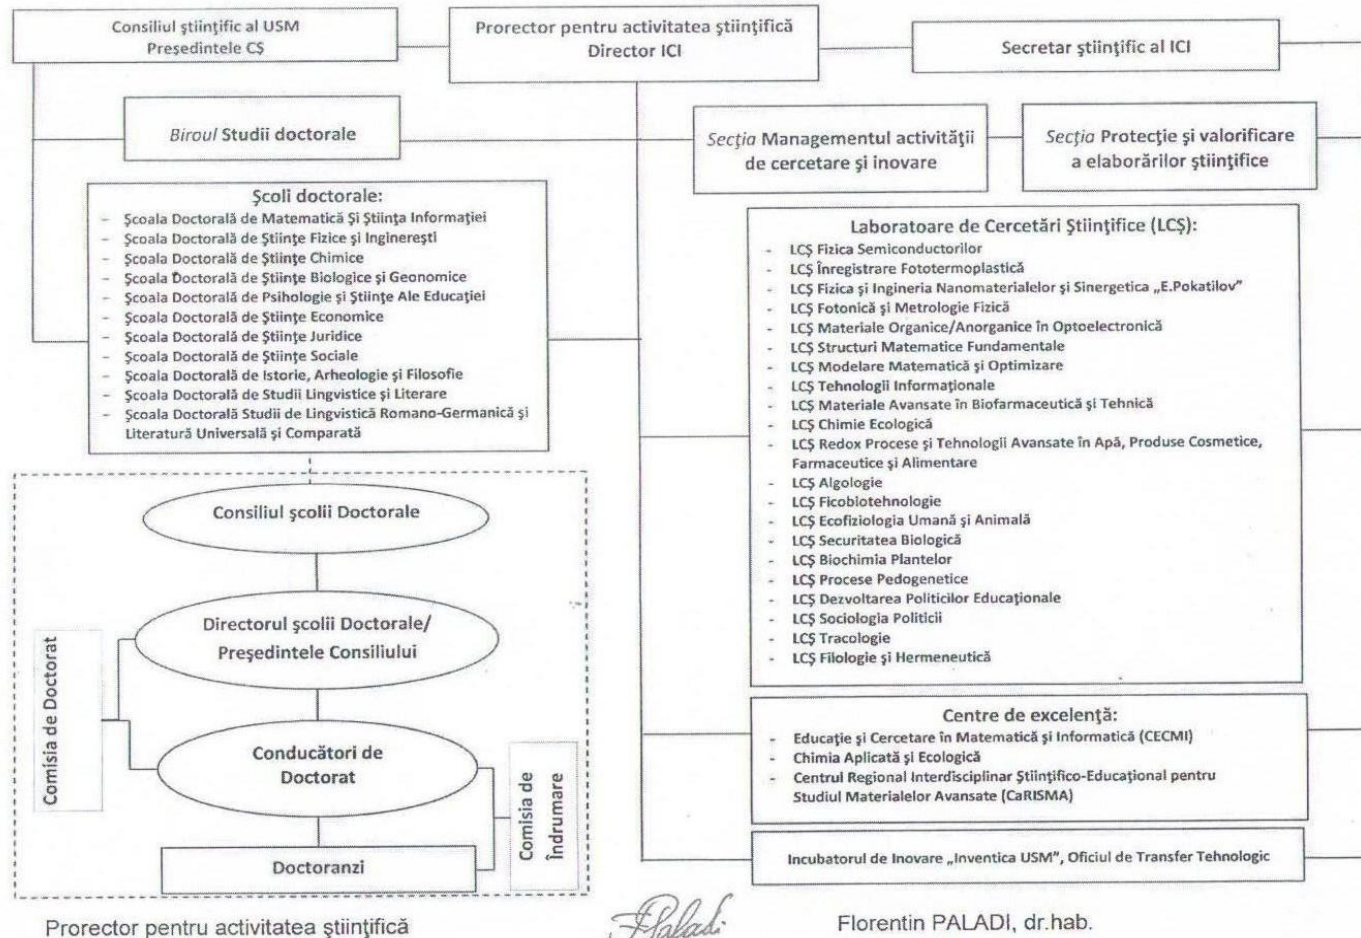 Consiliul ştiinţific al USM
Preşedintele CŞ
Prorector pentru activitatea ştiinţifică
Director ICI
Secretar ştiinţific al ICI
Biroul Studii doctorale
Secţia Managementul activităţii
de cercetare şi inovare
Secţia Protecţie şi valorificare
a elaborărilor ştiinţifice
Şcoli doctorale:
- Şcoala Doctorală de Matematică Şi Ştiinţa Informaţiei
- Şcoala Doctorală de Ştiinţe Fizice şi Inginereşti
- Şcoala Doctorală de Ştiinţe Chimice
- Şcoala Doctorală de Ştiinţe Biologice şi Geonomice
- Şcoala Doctorală de Psihologie şi Ştiinţe Ale Educaţiei
- Şcoala Doctorală de Ştiinţe Economice
- Şcoala Doctorală de Ştiinţe Juridice
- Şcoala Doctorală de Ştiinţe Sociale
- Şcoala Doctorală de Istorie, Arheologie şi Filosofie
- Şcoala Doctorală de Studii Lingvistice şi Literare
- Şcoala Doctorală Studii de Lingvistică Romano-Germanică şi
Literatură Universală şi Comparată
Consiliul şcolii Doctorale
Directorul şcolii Doctorale/
Preşedintele Consiliului
Comisia de Doctorat
Conducători de
Doctorat
Comisia de
Îndrumare
Doctoranzi
Laboratoare de Cercetări Ştiinţifice (LCŞ):
- LCŞ Fizica Semiconductorilor
- LCŞ Înregistrare Fototermoplastică
- LCŞ Fizica şi Ingineria Nanomaterialelor şi Sinergetica „E.Pokatilov”
- LCŞ Fotonică şi Metrologie Fizică
- LCŞ Materiale Organice/Anorganice în Optoelectronică
- LCŞ Structuri Matematice Fundamentale
- LCŞ Modelare Matematică şi Optimizare
- LCŞ Tehnologii Informaţionale
- LCŞ Materiale Avansate în Biofarmaceutică şi Tehnică
- LCŞ Chimie Ecologică
- LCŞ Redox Procese şi Tehnologii Avansate în Apă, Produse Cosmetice,
Farmaceutice şi Alimentare
- LCŞ Algologie
- LCŞ Ficobiotehnologie
- LCŞ Ecofiziologia Umană şi Animală
- LCŞ Securitatea Biologică
- LCŞ Biochimia Plantelor
- LCŞ Procese Pedogenetice
- LCŞ Dezvoltarea Politicilor Educaţionale
- LCŞ Sociologia Politicii
- LCŞ Tracologie
- LCŞ Filologie şi Hermeneutică
Centre de excelenţă:
- Educaţie şi Cercetare în Matematică şi Informatică (CECMI)
- Chimia Aplicată şi Ecologică
- Centrul Regional Interdisciplinar Ştiinţifico-Educaţional pentru
Studiul Materialelor Avansate (CaRISMA)
Incubatorul de Inovare „Inventica USM”, Oficiul de Transfer Tehnologic
Prorector pentru activitatea ştiinţifică
Paladi
Florentin PALADI, dr.hab.